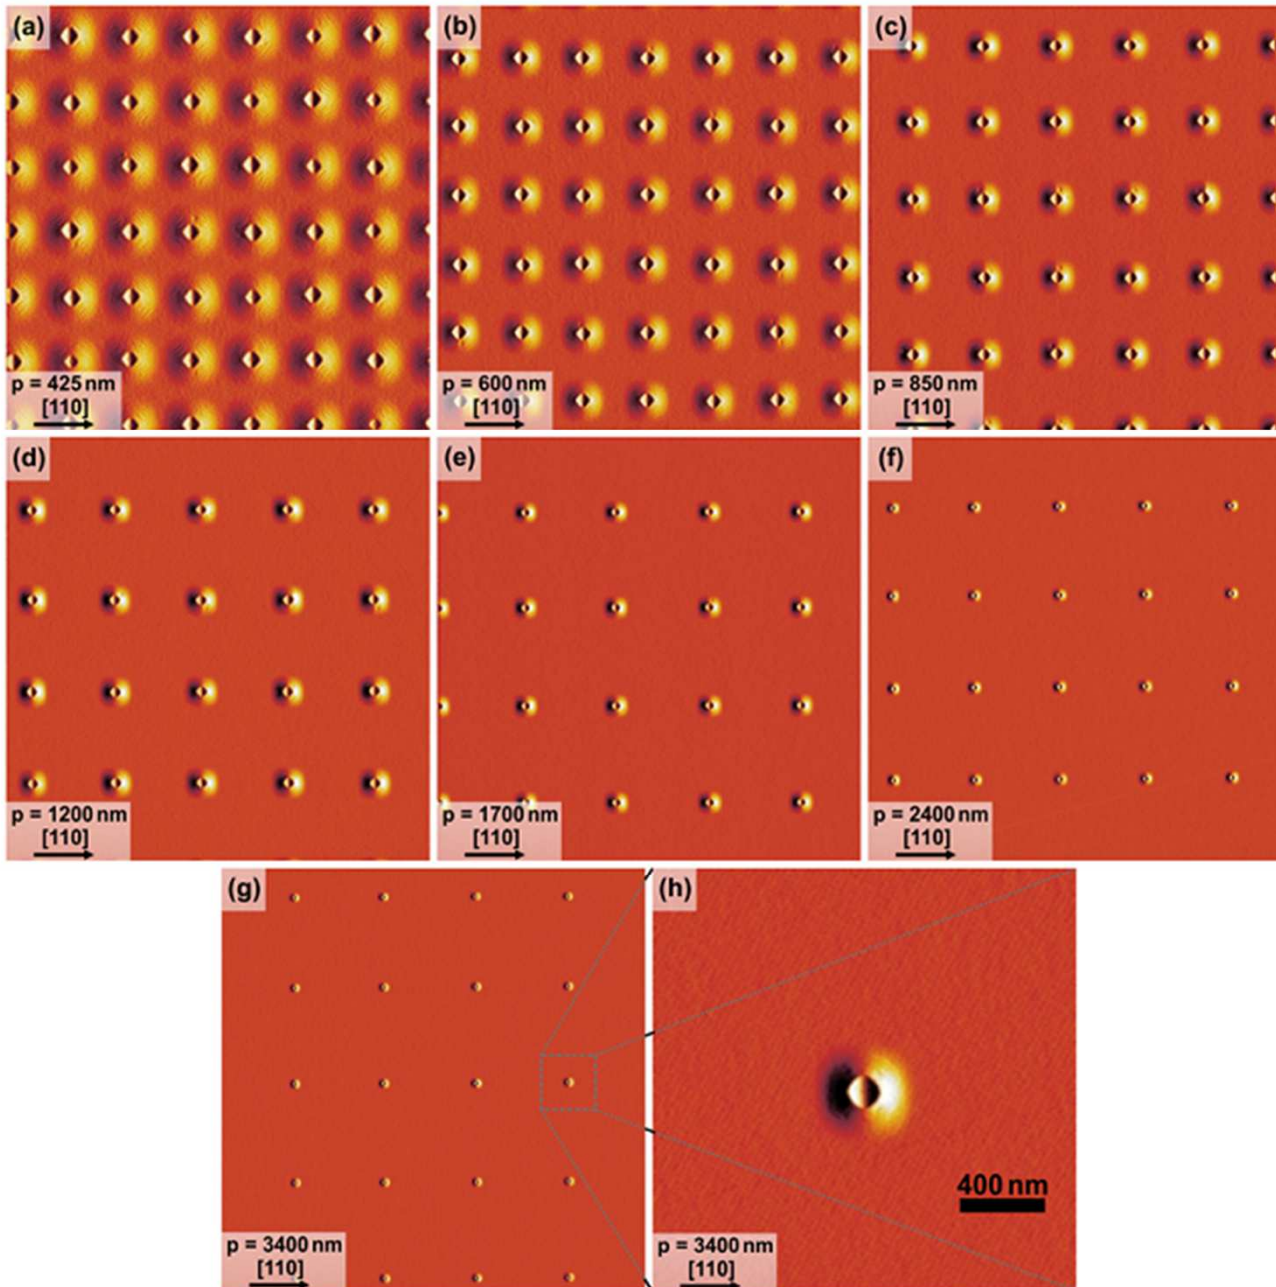 (a)
p = 425 nm
[110]
(b)
p = 600 nm
[110]
(c)
p = 850 nm
[110]
(d)
p = 1200 nm
[110]
(e)
p = 1700 nm
[110]
(f)
p = 2400 nm
[110]
(g)
p = 3400 nm
[110]
(h)
400 nm
p = 3400 nm
[110]